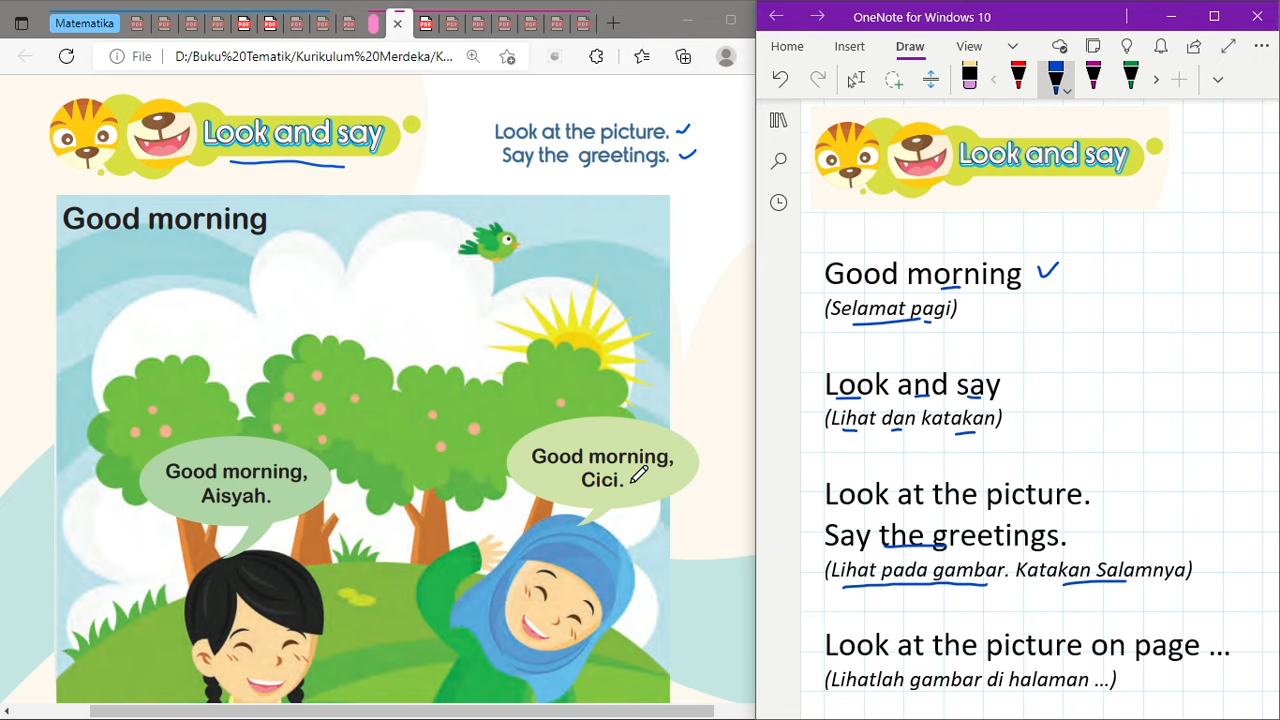 Matematika
OneNote for Windows 10
File
D:/Buku%20Tematik/Kurikulum%20Merdeka/K...
Home Insert Draw View
Look and say
Look at the picture.
Say the greetings.
Good morning
Good morning,
Aisyah.
Good morning,
Cici.
Look and say
Good morning
(Selamat pagi)
Look and say
(Lihat dan katakan)
Look at the picture.
Say the greetings.
(Lihat pada gambar. Katakan Salamnya)
Look at the picture on page ...
(Lihatlah gambar di halaman ...)